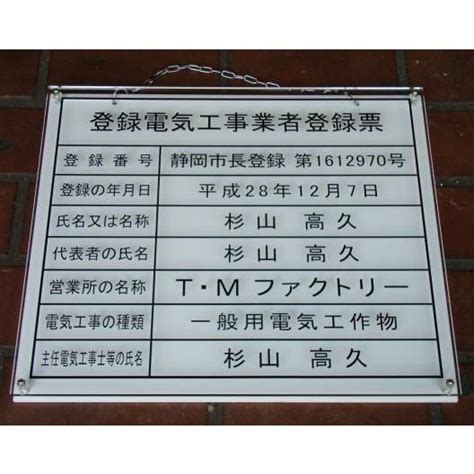 登録電気工事業者登録票
登録番号 静岡市長登録 第1612970号
登録の年月日 平成28年12月7日
氏名又は名称 杉山 高久
代表者の氏名 杉山 高久
営業所の名称 T・M ファクトリー
電気工事の種類 一般用電気工作物
主任電気工事士等の氏名 杉山 高久